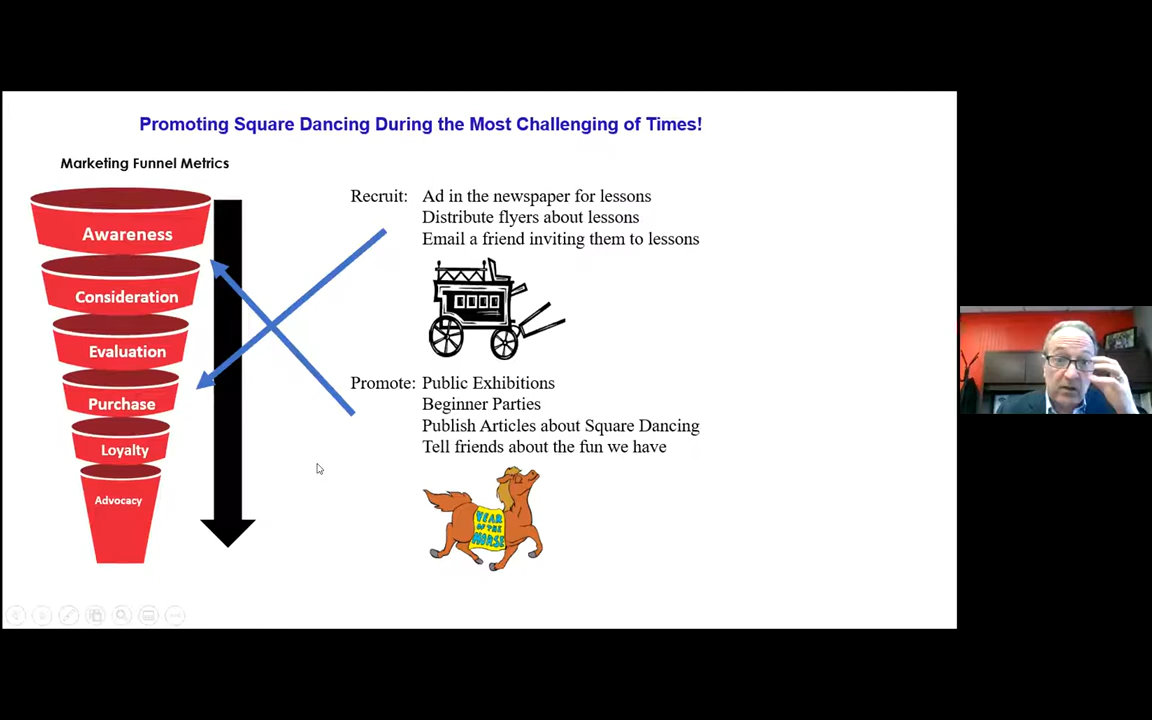 Promoting Square Dancing During the Most Challenging of Times!
Marketing Funnel Metrics
Awareness
Consideration
Evaluation
Purchase
Loyalty
Advocacy
Recruit: Ad in the newspaper for lessons
Distribute flyers about lessons
Email a friend inviting them to lessons
Promote: Public Exhibitions
Beginner Parties
Publish Articles about Square Dancing
Tell friends about the fun we have
YEAR
OF THE
HORSE